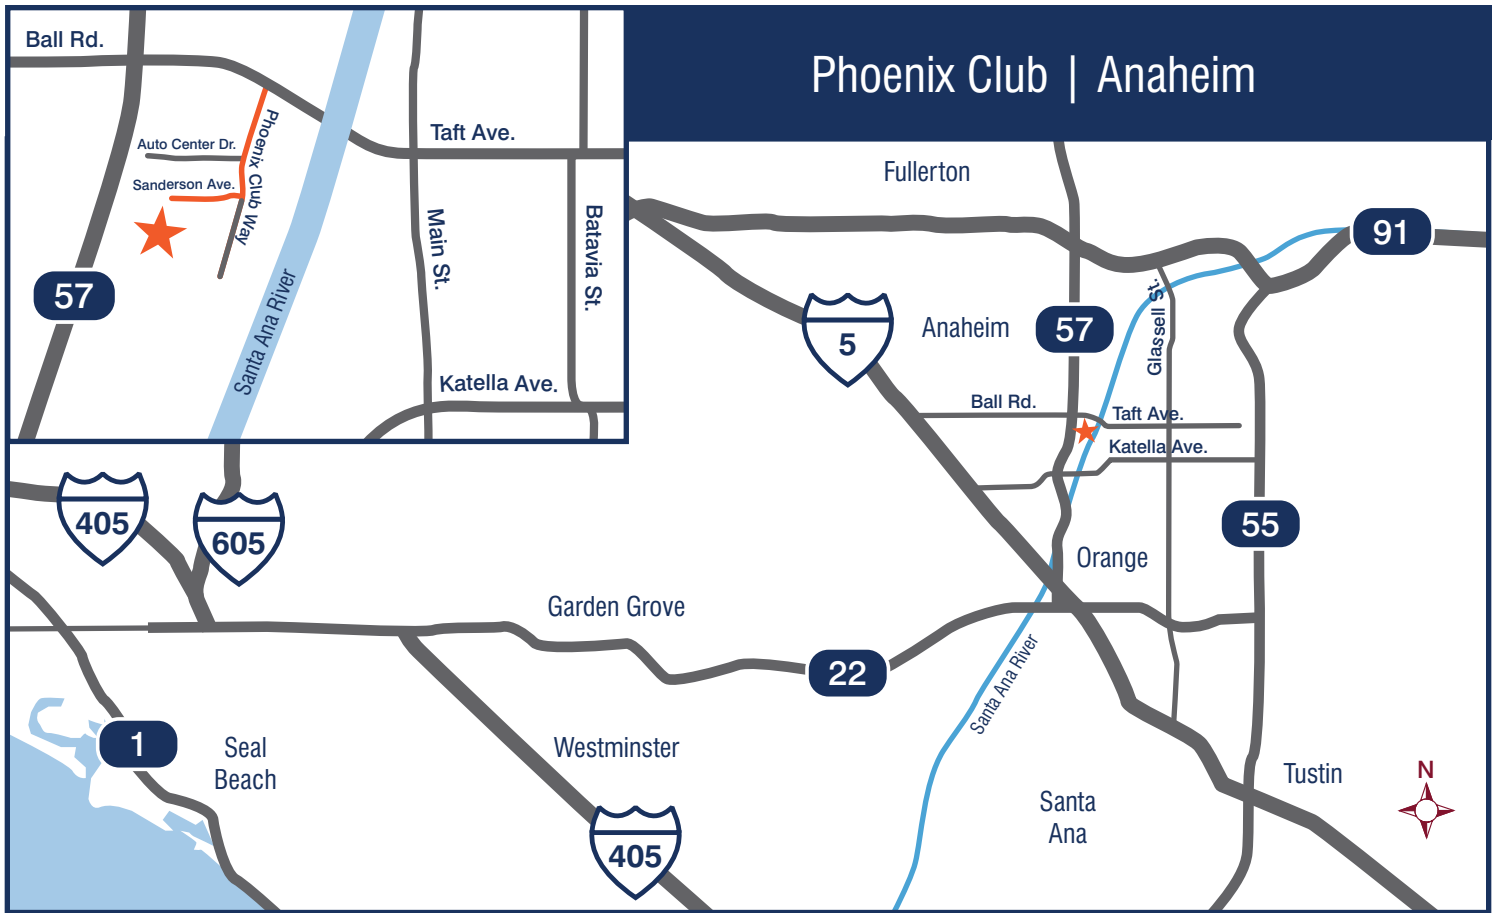 Phoenix Club | Anaheim
Ball Rd.
Auto Center Dr.
Sanderson Ave.
Phoenix Club Way
Taft Ave.
Main St.
Batavia St.
57
Santa Ana River
Katella Ave.
Fullerton
91
5
Anaheim
57
Glassell St.
Ball Rd.
Taft Ave.
Katella Ave.
405
605
55
Orange
Garden Grove
22
Santa Ana River
1
Seal
Beach
Westminster
Santa
Ana
Tustin
N
405